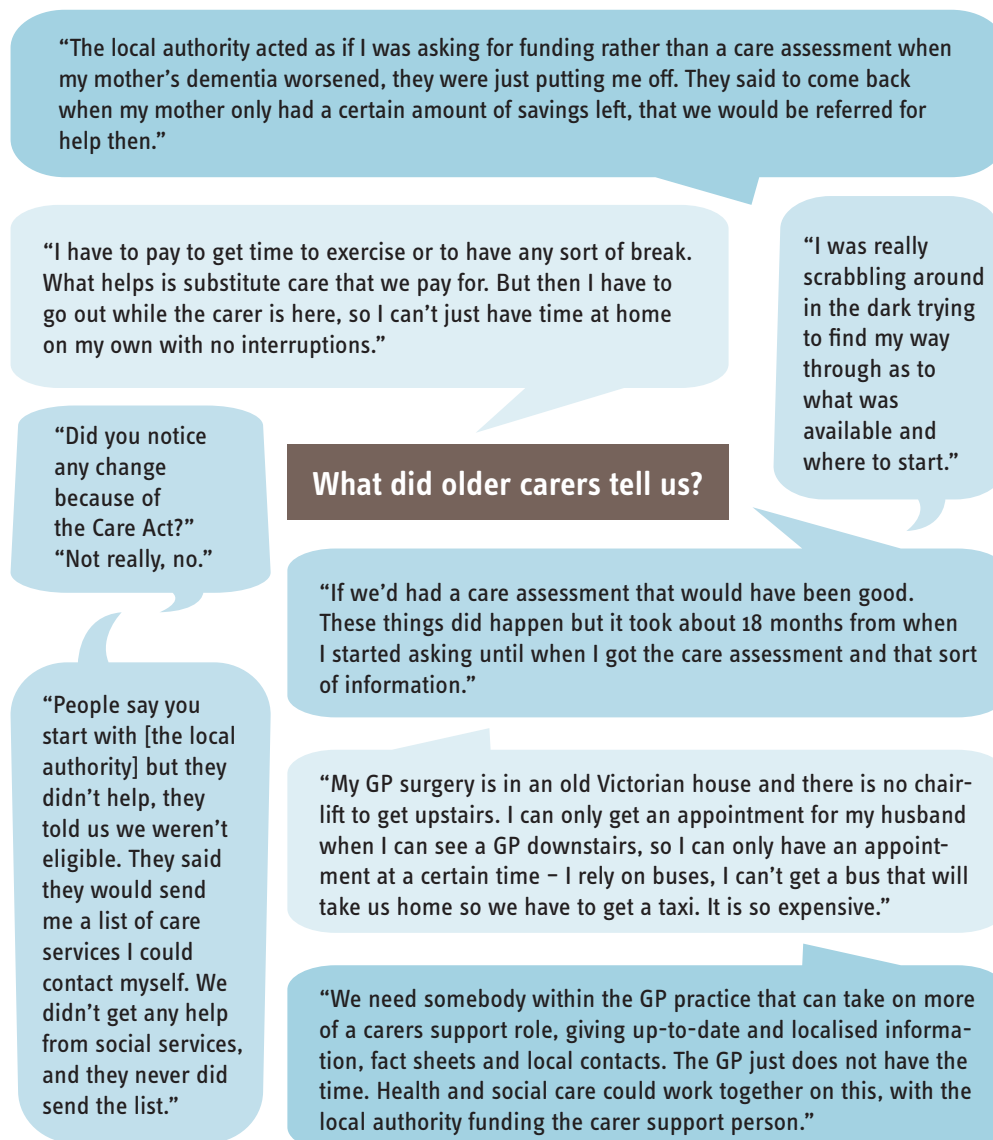 “The local authority acted as if I was asking for funding rather than a care assessment when
my mother’s dementia worsened, they were just putting me off. They said to come back
when my mother only had a certain amount of savings left, that we would be referred for
help then.”
“I have to pay to get time to exercise or to have any sort of break.
What helps is substitute care that we pay for. But then I have to
go out while the carer is here, so I can’t just have time at home
on my own with no interruptions.”
“I was really
scrabbling around
in the dark trying
to find my way
through as to
what was
available and
where to start.”
“Did you notice
any change
because of
the Care Act?”
“Not really, no.”
What did older carers tell us?
“If we’d had a care assessment that would have been good.
These things did happen but it took about 18 months from when
I started asking until when I got the care assessment and that sort
of information.”
“People say you
start with [the local
authority] but they
didn’t help, they
told us we weren’t
eligible. They said
they would send
me a list of care
services I could
contact myself. We
didn’t get any help
from social services,
and they never did
send the list.”
“My GP surgery is in an old Victorian house and there is no chair-
lift to get upstairs. I can only get an appointment for my husband
when I can see a GP downstairs, so I can only have an appoint-
ment at a certain time – I rely on buses, I can’t get a bus that will
take us home so we have to get a taxi. It is so expensive.”
“We need somebody within the GP practice that can take on more
of a carers support role, giving up-to-date and localised informa-
tion, fact sheets and local contacts. The GP just does not have the
time. Health and social care could work together on this, with the
local authority funding the carer support person.”